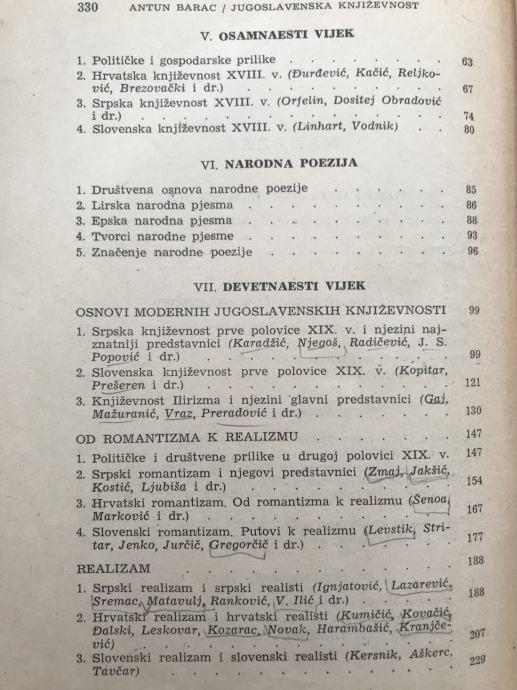 330 ANTUN BARAC / JUGOSLAVENSKA KNJIŽEVNOST
V. OSAMNAESTI VIJEK
1. Političke i gospodarske prilike . . . . . . 63
2. Hrvatska književnost XVIII. v. (Đurđević, Kačić, Reljko-
vić, Brezovački i dr.) . . . . . . . 67
3. Srpska književnost XVIII. v. (Orfelin, Dositej Obradović
i dr.) . . . . . . . . . . . 74
4. Slovenska književnost XVIII. v. (Linhart, Vodnik) . . 80
VI. NARODNA POEZIJA
1. Društvena osnova narodne poezije . . . . . 85
2. Lirska narodna pjesma . . . . . . . . 86
3. Epska narodna pjesma . . . . . . . . 88
4. Tvorci narodne pjesme . . . . . . . . 93
5. Značenje narodne poezije . . . . . . . 96
VII. DEVETNAESTI VIJEK
OSNOVI MODERNIH JUGOSLAVENSKIH KNJIŽEVNOSTI 99
1. Srpska književnost prve polovice XIX. v. i njezini naj-
znatniji predstavnici (Karadžić, Njegoš, Radičević, J. S.
Popović i dr.) . . . . . . . . . 99
2. Slovenska književnost prve polovice XIX. v. (Kopitar,
Prešeren i dr.) . . . . . . . . . 121
3. Književnost Ilirizma i njezini glavni predstavnici (Gaj,
Mažuranić, Vraz, Preradović i dr.) . . . . . 130
OD ROMANTIZMA K REALIZMU . . . . . 147
1. Političke i društvene prilike u drugoj polovici XIX. v. 147
2. Srpski romantizam i njegovi predstavnici (Zmaj, Jakšić,
Kostić, Ljubiša i dr.) . . . . . . . . 154
3. Hrvatski romantizam. Od romantizma k realizmu (Šenoa,
Marković i dr.) . . . . . . . . . 167
4. Slovenski romantizam. Putovi k realizmu (Levstik, Stri-
tar, Jenko, Jurčič, Gregorčič i dr.) . . . . . 177
REALIZAM . . . . . . . . . . 188
1. Srpski realizam i srpski realisti (Ignjatović, Lazarević,
Sremac, Matavulj, Ranković, V. Ilić i dr.) . . . . 188
2. Hrvatski realizam i hrvatski realisti (Kumičić, Kovačić,
Đalski, Leskovar, Kozarac, Novak, Harambašić, Kranjče-
vić) . . . . . . . . . . . 207
3. Slovenski realizam i slovenski realisti (Kersnik, Aškerc,
Tavčar) . . . . . . . . . . . 229